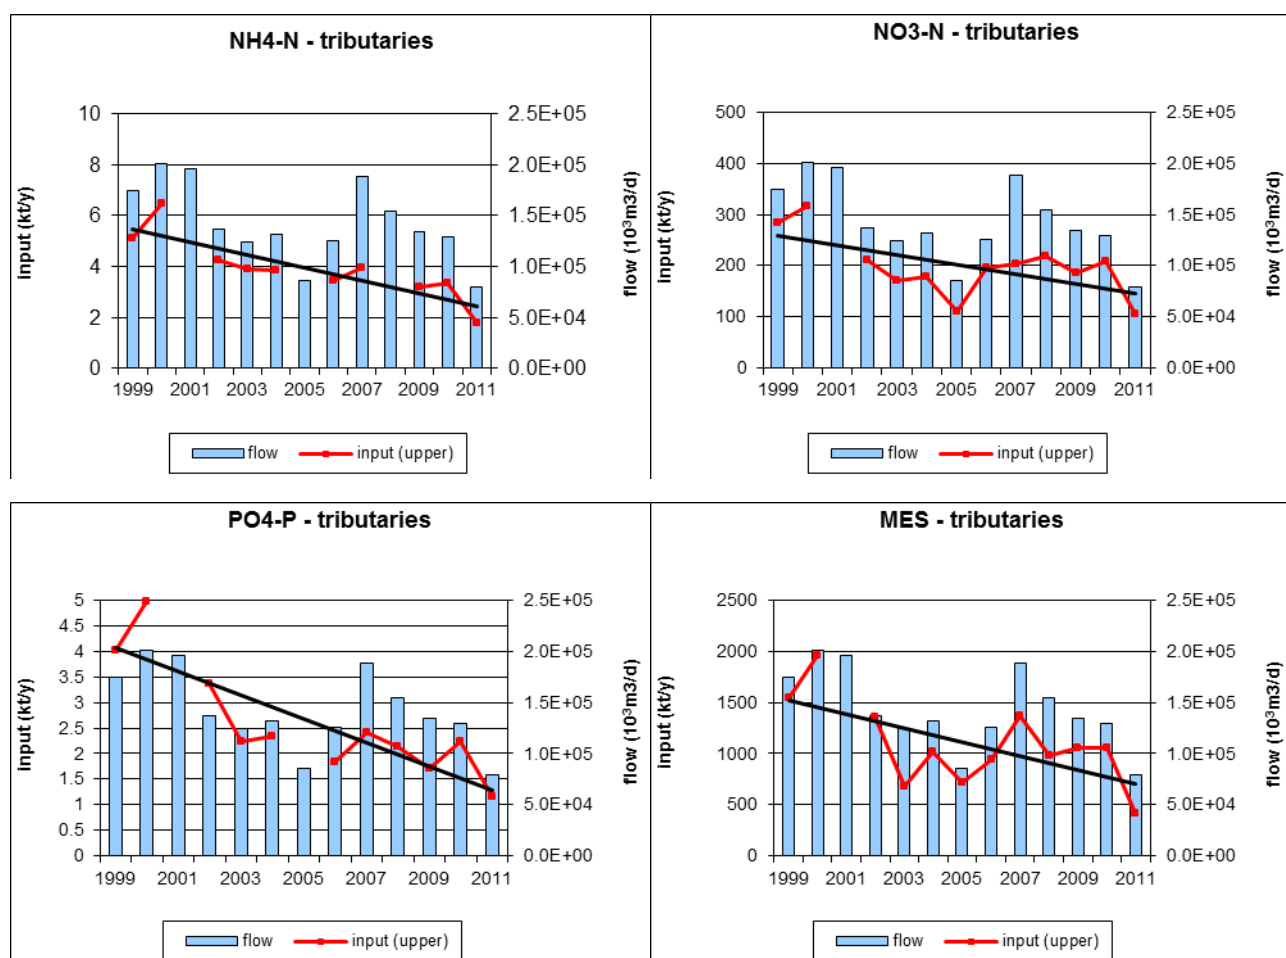 NH4-N - tributaries
input (kt/y)
10
8
6
4
2
0
2.5E+05
2.0E+05
1.5E+05
1.0E+05
5.0E+04
0.0E+00
flow (10³m3/d)
1999 2001 2003 2005 2007 2009 2011
flow input (upper)
NO3-N - tributaries
input (kt/y)
500
400
300
200
100
0
2.5E+05
2.0E+05
1.5E+05
1.0E+05
5.0E+04
0.0E+00
flow (10³m3/d)
1999 2001 2003 2005 2007 2009 2011
flow input (upper)
PO4-P - tributaries
input (kt/y)
5
4.5
4
3.5
3
2.5
2
1.5
1
0.5
0
2.5E+05
2.0E+05
1.5E+05
1.0E+05
5.0E+04
0.0E+00
flow (10³m3/d)
1999 2001 2003 2005 2007 2009 2011
flow input (upper)
MES - tributaries
input (kt/y)
2500
2000
1500
1000
500
0
2.5E+05
2.0E+05
1.5E+05
1.0E+05
5.0E+04
0.0E+00
flow (10³m3/d)
1999 2001 2003 2005 2007 2009 2011
flow input (upper)